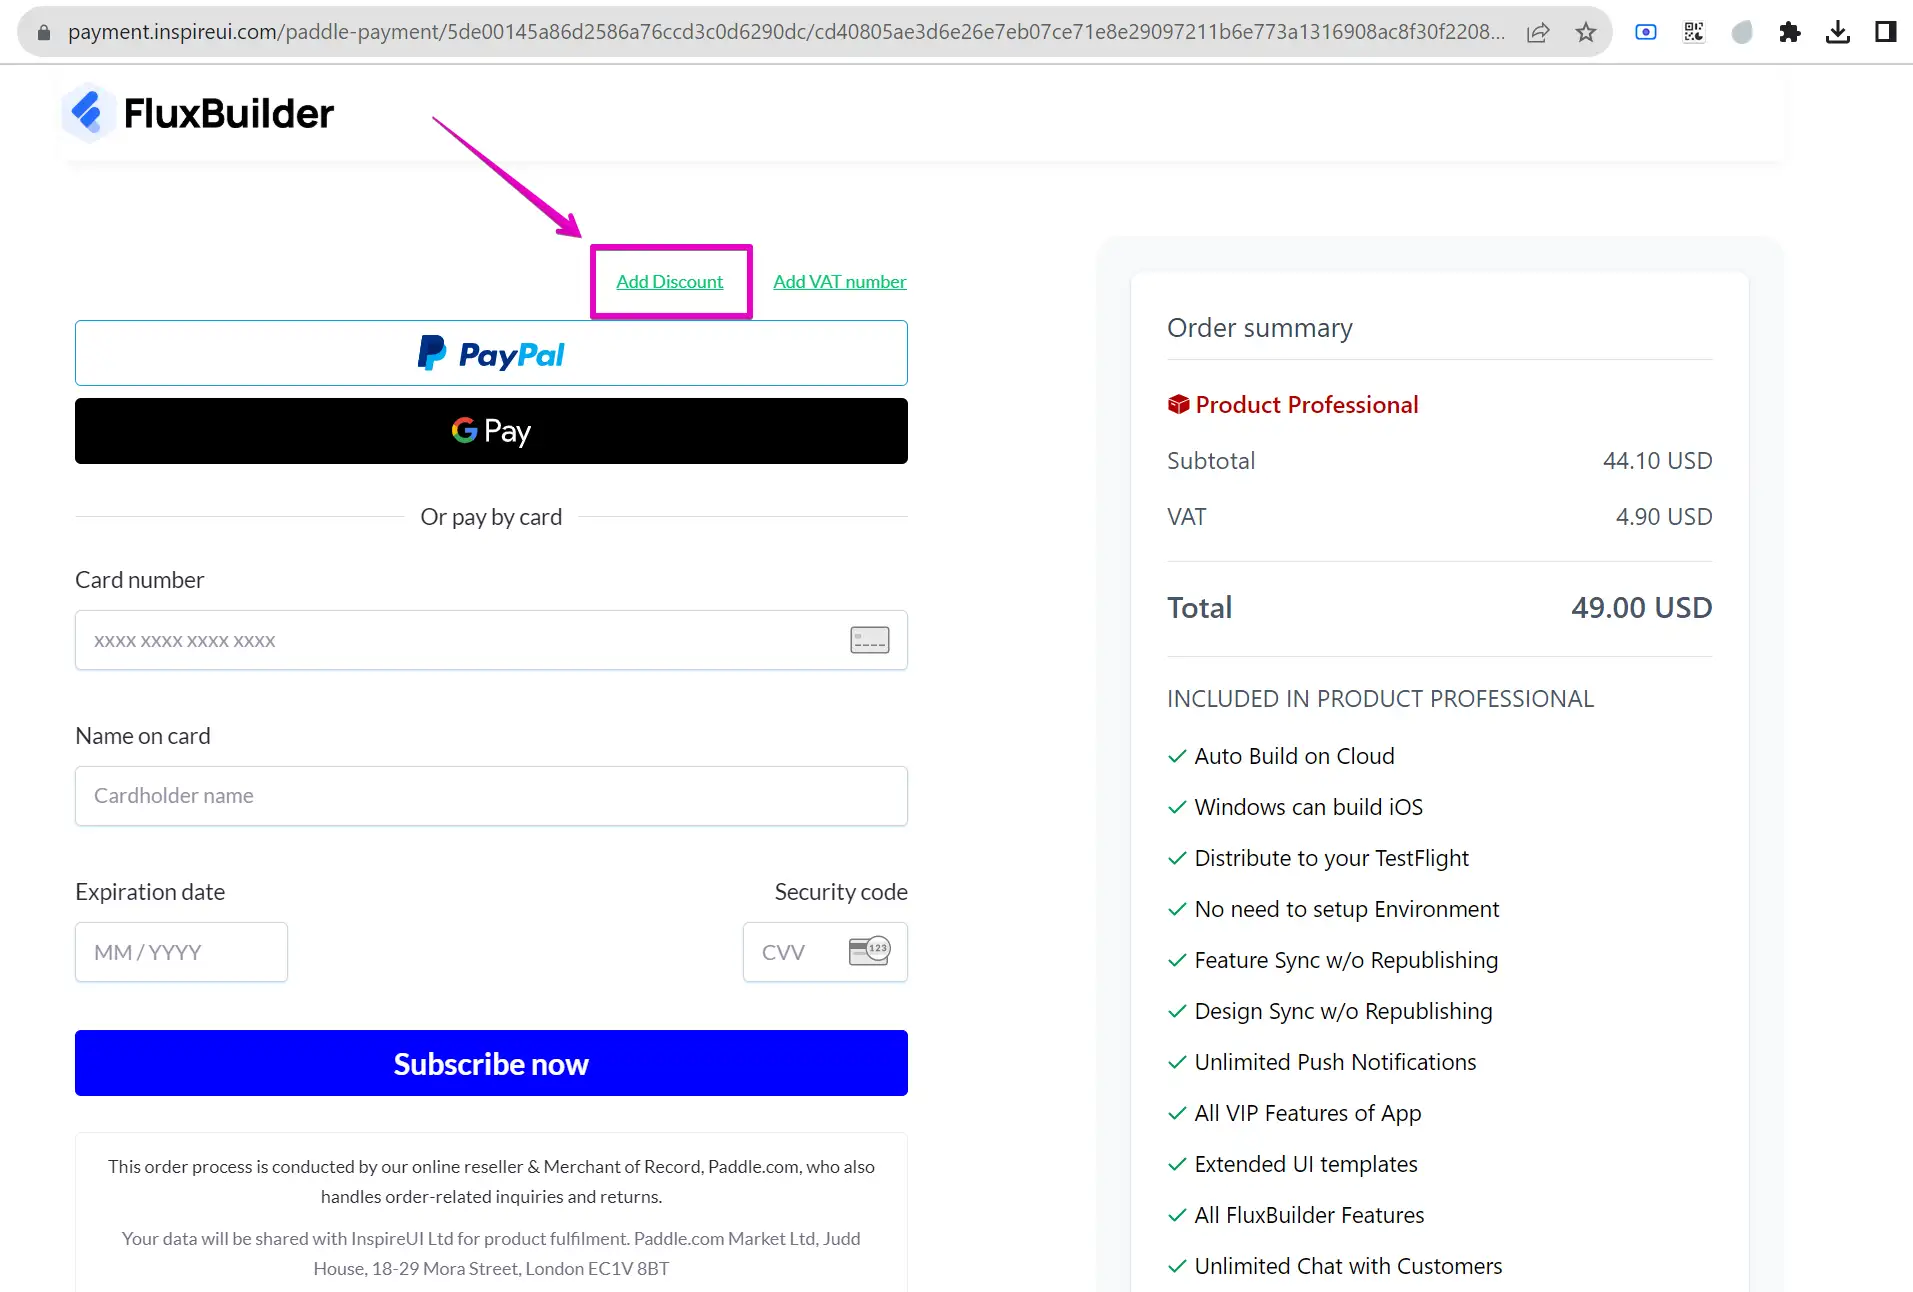 payment.inspireui.com/paddle-payment/5de00145a86d2586a76ccd3c0d6290dc/cd40805ae3d6e26e7eb07ce71e8e29097211b6e773a1316908ac8f30f2208...
FluxBuilder
Add Discount Add VAT number
PayPal
G Pay
Or pay by card
Card number
xxxx xxxx xxxx xxxx
Name on card
Cardholder name
Expiration date Security code
MM / YYYY CVV 123
Subscribe now
This order process is conducted by our online reseller & Merchant of Record, Paddle.com, who also
handles order-related inquiries and returns.
Your data will be shared with InspireUI Ltd for product fulfilment. Paddle.com Market Ltd, Judd
House, 18-29 Mora Street, London EC1V 8BT
Order summary
Product Professional
Subtotal 44.10 USD
VAT 4.90 USD
Total 49.00 USD
INCLUDED IN PRODUCT PROFESSIONAL
Auto Build on Cloud
Windows can build iOS
Distribute to your TestFlight
No need to setup Environment
Feature Sync w/o Republishing
Design Sync w/o Republishing
Unlimited Push Notifications
All VIP Features of App
Extended UI templates
All FluxBuilder Features
Unlimited Chat with Customers